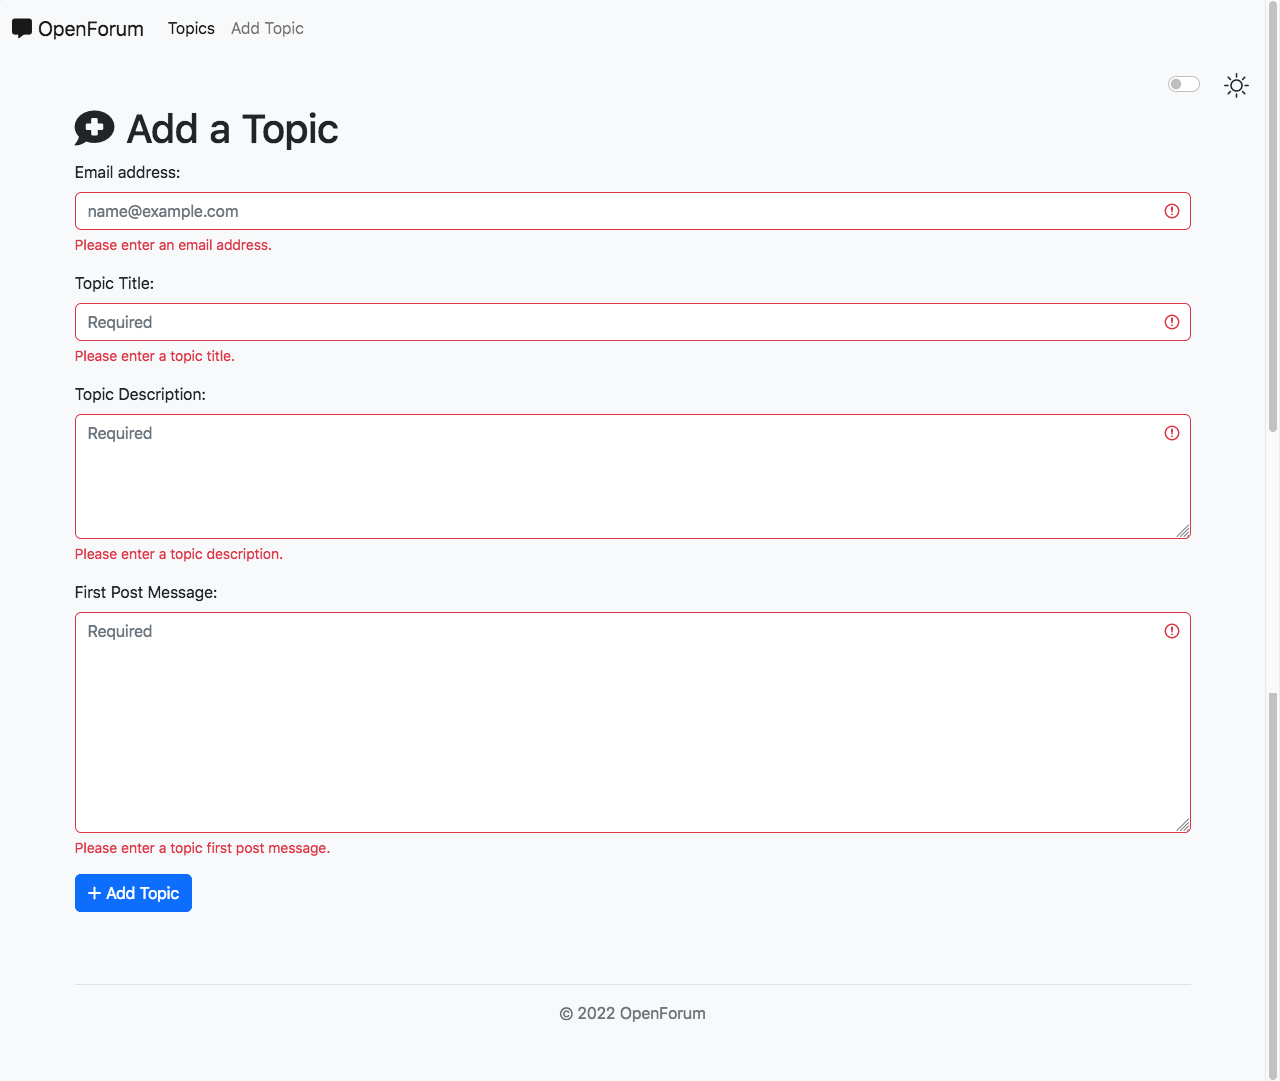 OpenForum Topics Add Topic
Add a Topic
Email address:
name@example.com
Please enter an email address.
Topic Title:
Required
Please enter a topic title.
Topic Description:
Required
Please enter a topic description.
First Post Message:
Required
Please enter a topic first post message.
Add Topic
© 2022 OpenForum